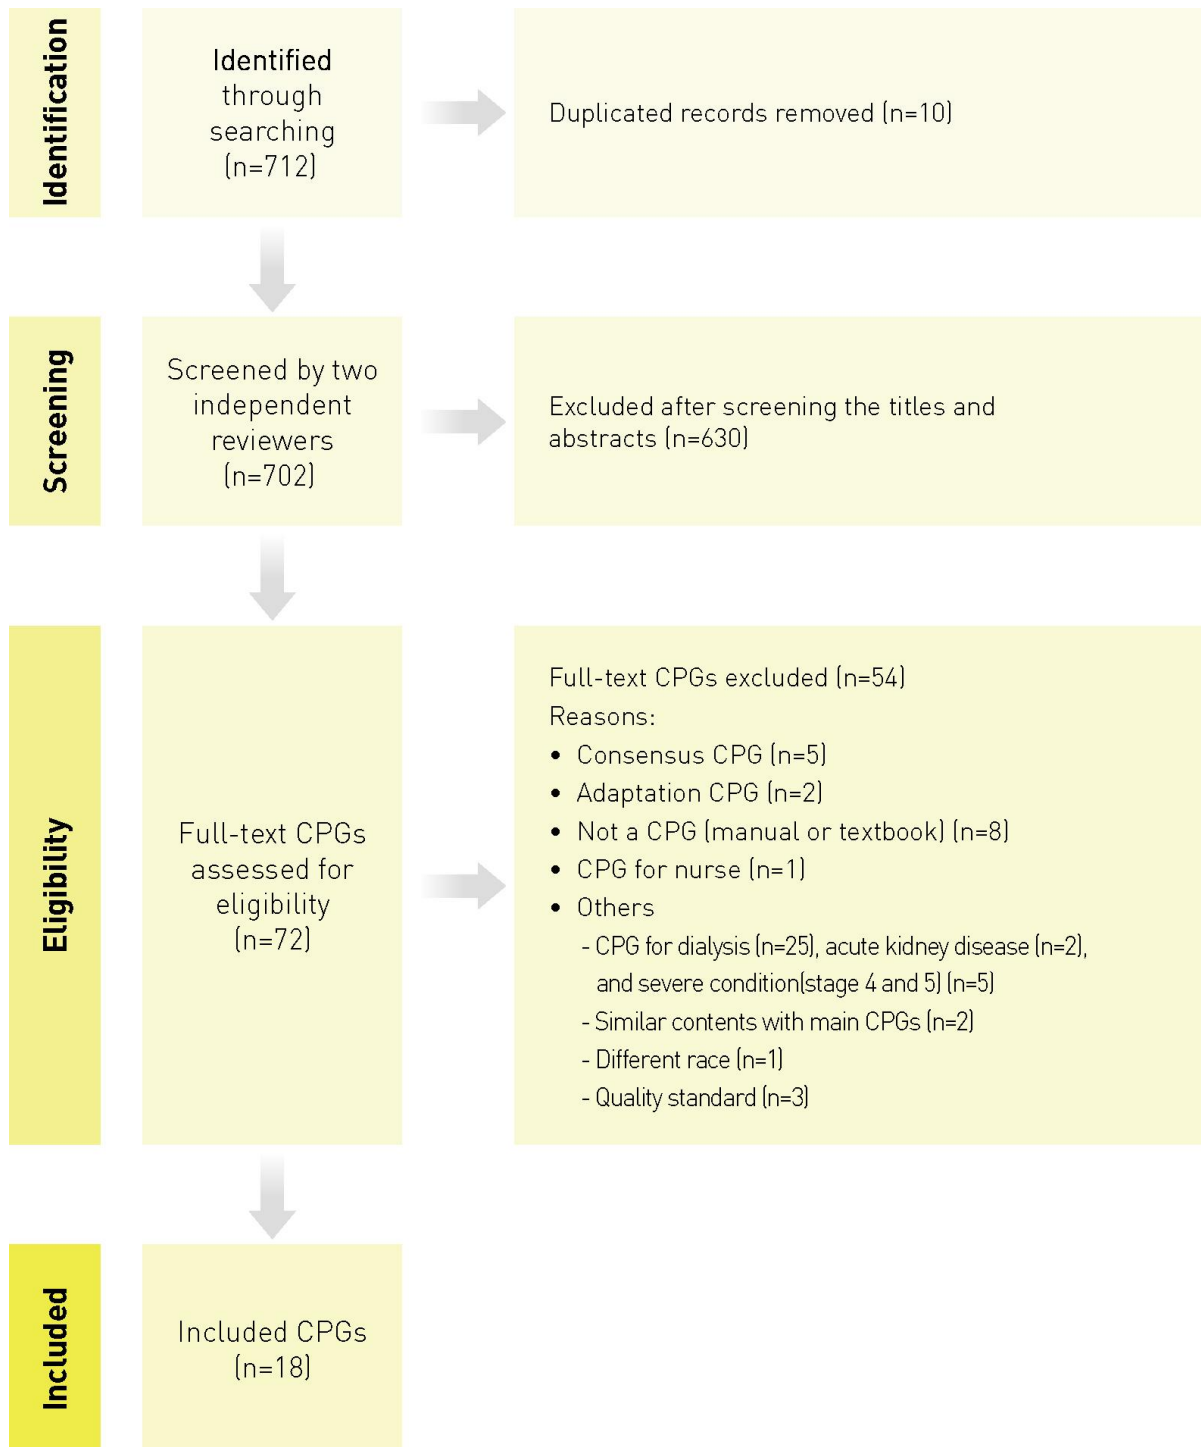 Identification
Identified
through
searching
(n=712)
Duplicated records removed (n=10)
Screening
Screened by two
independent
reviewers
(n=702)
Excluded after screening the titles and
abstracts (n=630)
Eligibility
Full-text CPGs
assessed for
eligibility
(n=72)
Full-text CPGs excluded (n=54)
Reasons:
• Consensus CPG (n=5)
• Adaptation CPG (n=2)
• Not a CPG (manual or textbook) (n=8)
• CPG for nurse (n=1)
• Others
- CPG for dialysis (n=25), acute kidney disease (n=2),
and severe condition(stage 4 and 5) (n=5)
- Similar contents with main CPGs (n=2)
- Different race (n=1)
- Quality standard (n=3)
Included
Included CPGs
(n=18)